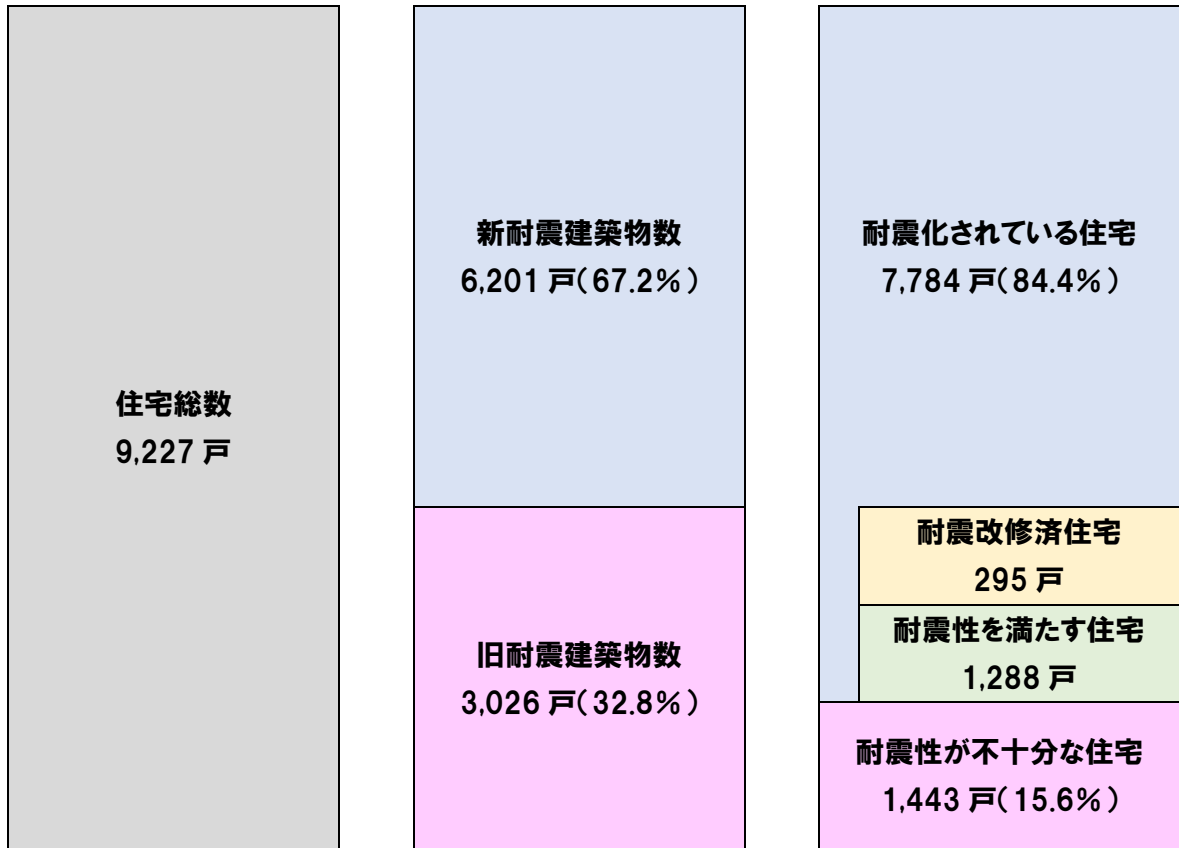 住宅総数
9,227 戸
新耐震建築物数
6,201 戸(67.2%)
旧耐震建築物数
3,026 戸(32.8%)
耐震化されている住宅
7,784 戸(84.4%)
耐震改修済住宅
295 戸
耐震性を満たす住宅
1,288 戸
耐震性が不十分な住宅
1,443 戸(15.6%)